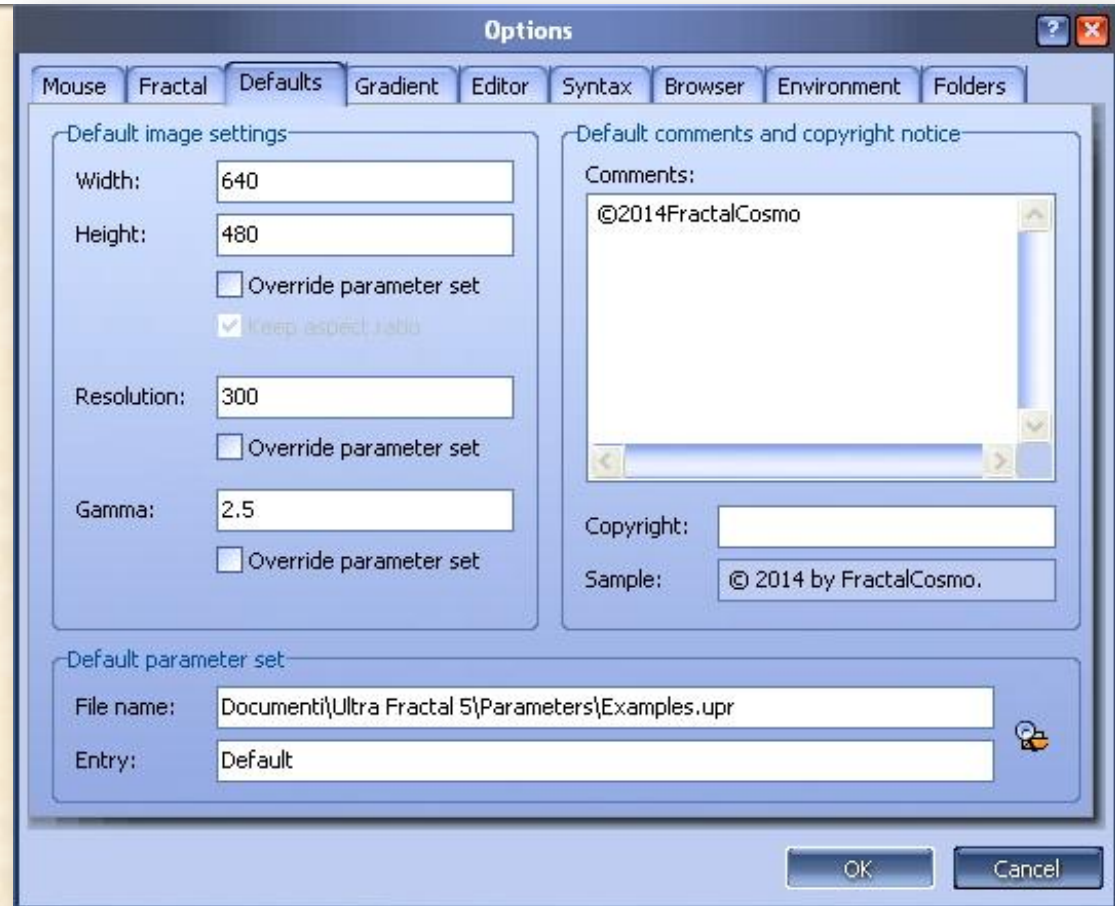 Options
?
Mouse Fractal Defaults Gradient Editor Syntax Browser Environment Folders
Default image settings
Width: 640
Height: 480
Override parameter set
Keep aspect ratio
Resolution: 300
Override parameter set
Gamma: 2.5
Override parameter set
Default comments and copyright notice
Comments:
©2014FractalCosmo
Copyright:
Sample: © 2014 by FractalCosmo.
Default parameter set
File name: Documenti\Ultra Fractal 5\Parameters\Examples.upr
Entry: Default
OK Cancel